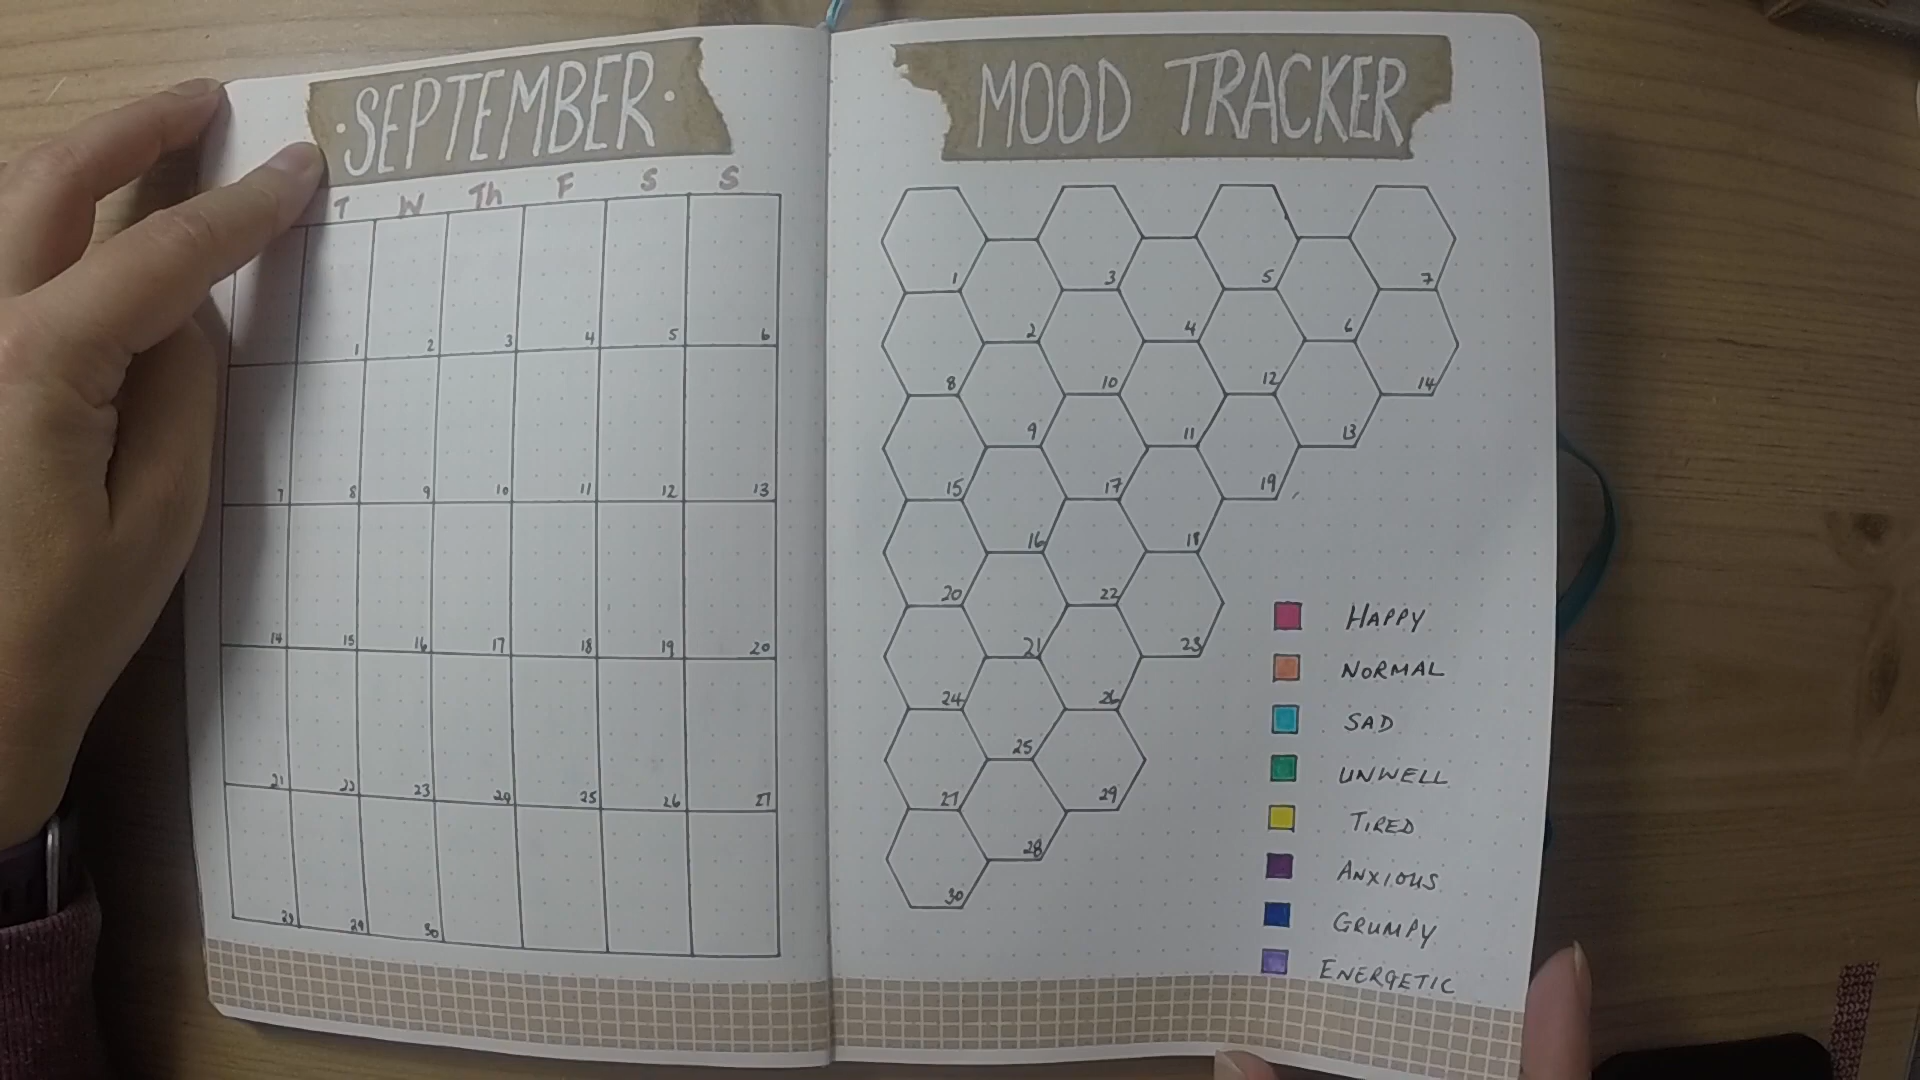 ·SEPTEMBER·
T W Th F S S
1 2 3 4 5 6
7 8 9 10 11 12 13
14 15 16 17 18 19 20
21 22 23 24 25 26 27
28 29 30
MOOD TRACKER
1 3 5 7
2 4 6
8 10 12 14
9 11 13
15 17 19
16 18
20 22
21 23
24 26
25
27 29
28
30
HAPPY
NORMAL
SAD
UNWELL
TIRED
ANXIOUS
GRUMPY
ENERGETIC